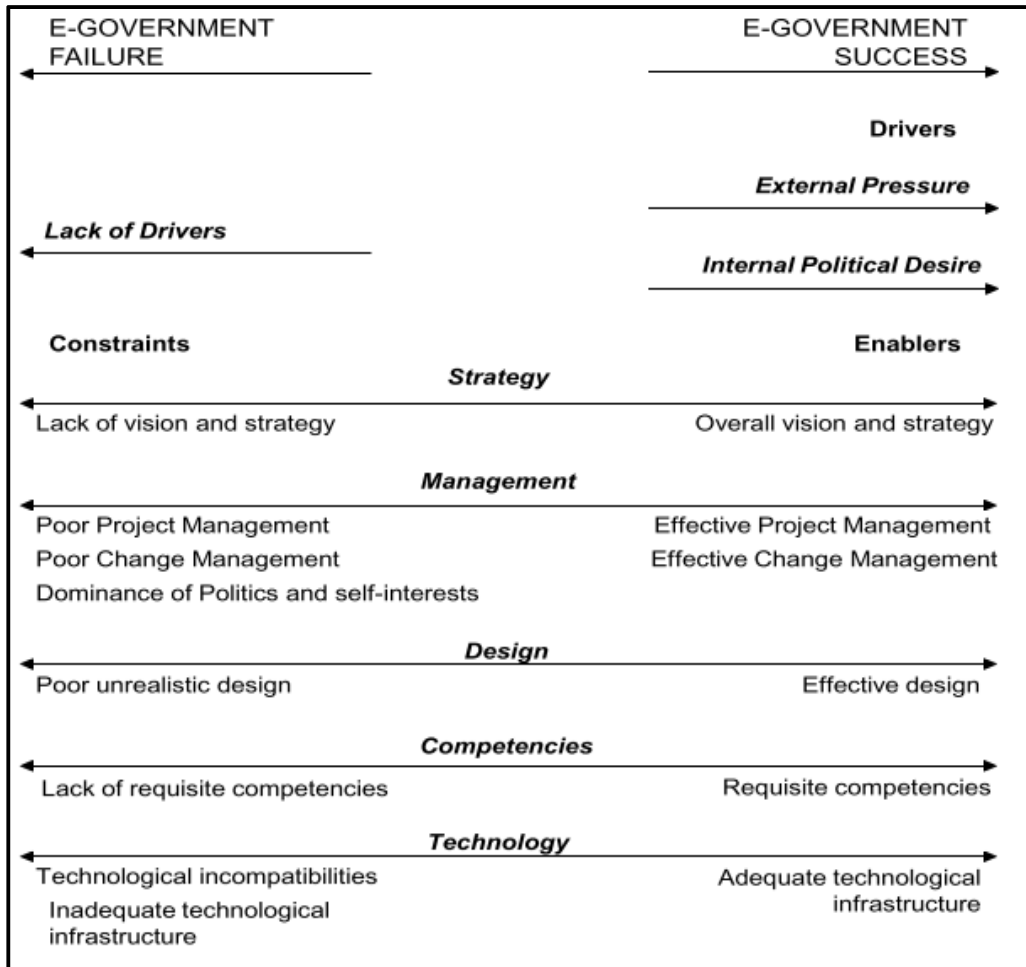 E-GOVERNMENT
FAILURE
E-GOVERNMENT
SUCCESS
Drivers
External Pressure
Lack of Drivers
Internal Political Desire
Constraints
Enablers
Strategy
Lack of vision and strategy
Overall vision and strategy
Management
Poor Project Management
Effective Project Management
Poor Change Management
Effective Change Management
Dominance of Politics and self-interests
Design
Poor unrealistic design
Effective design
Competencies
Lack of requisite competencies
Requisite competencies
Technology
Technological incompatibilities
Inadequate technological
infrastructure
Adequate technological
infrastructure